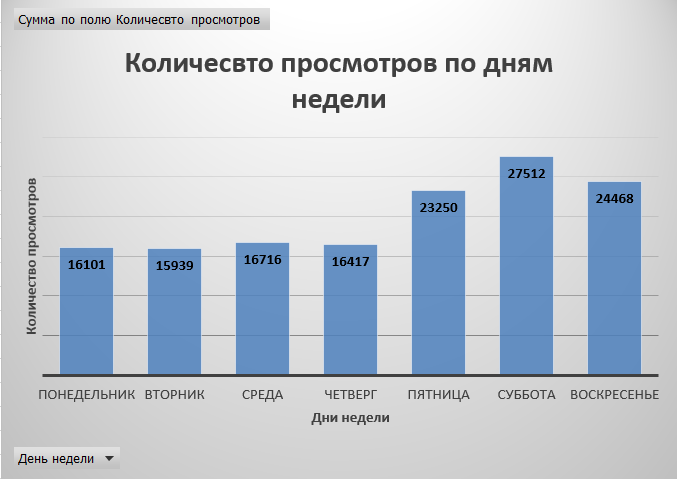 Сумма по полю Количесвто просмотров
Количесвто просмотров по дням
недели
Количество просмотров
16101
15939
16716
16417
23250
27512
24468
ПОНЕДЕЛЬНИК ВТОРНИК СРЕДА ЧЕТВЕРГ ПЯТНИЦА СУББОТА ВОСКРЕСЕНЬЕ
Дни недели
День недели